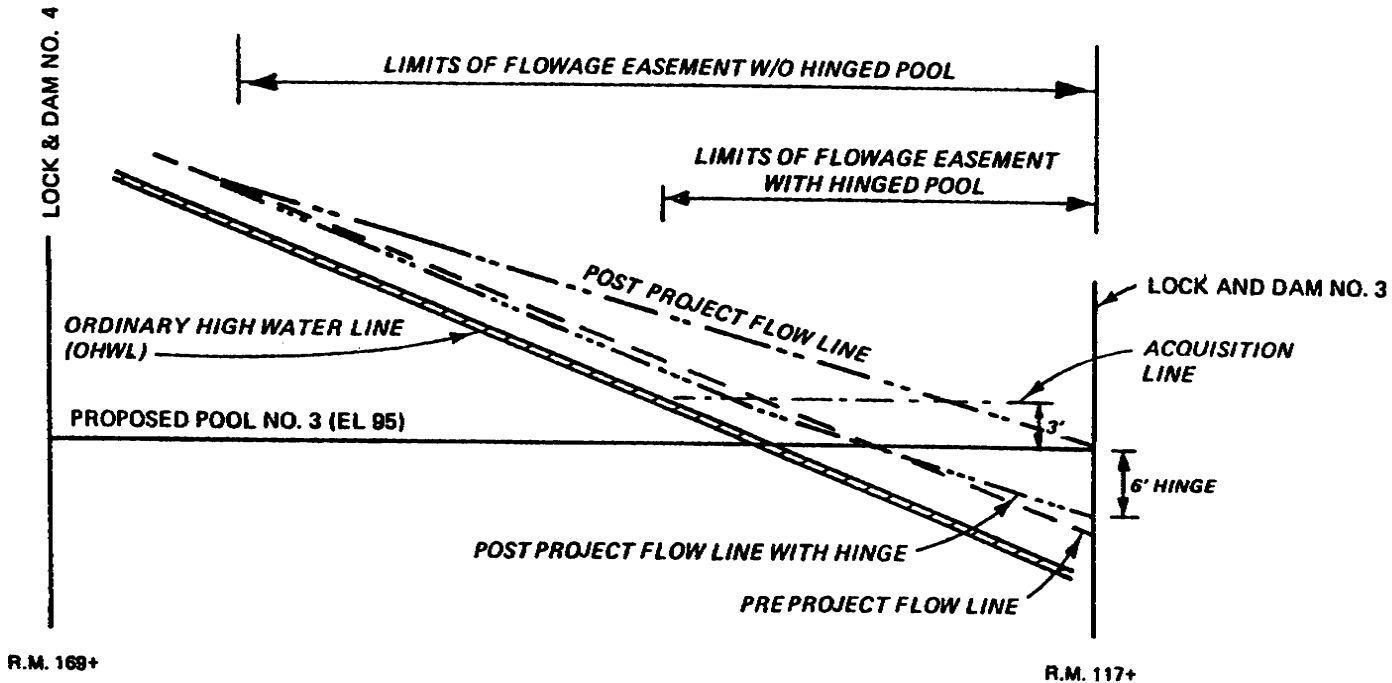 LOCK & DAM NO. 4
LIMITS OF FLOWAGE EASEMENT W/O HINGED POOL
LIMITS OF FLOWAGE EASEMENT
WITH HINGED POOL
POST PROJECT FLOW LINE
LOCK AND DAM NO. 3
ORDINARY HIGH WATER LINE
(OHWL)
ACQUISITION
LINE
PROPOSED POOL NO. 3 (EL 95)
3'
6' HINGE
POST PROJECT FLOW LINE WITH HINGE
PREPROJECT FLOW LINE
R.M. 169+
R.M. 117+